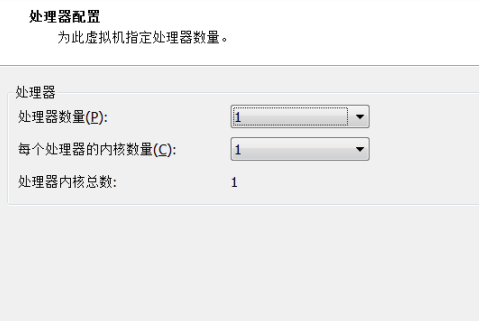 处理器配置
为此虚拟机指定处理器数量。
处理器
处理器数量(P): 1
每个处理器的内核数量(C): 1
处理器内核总数: 1